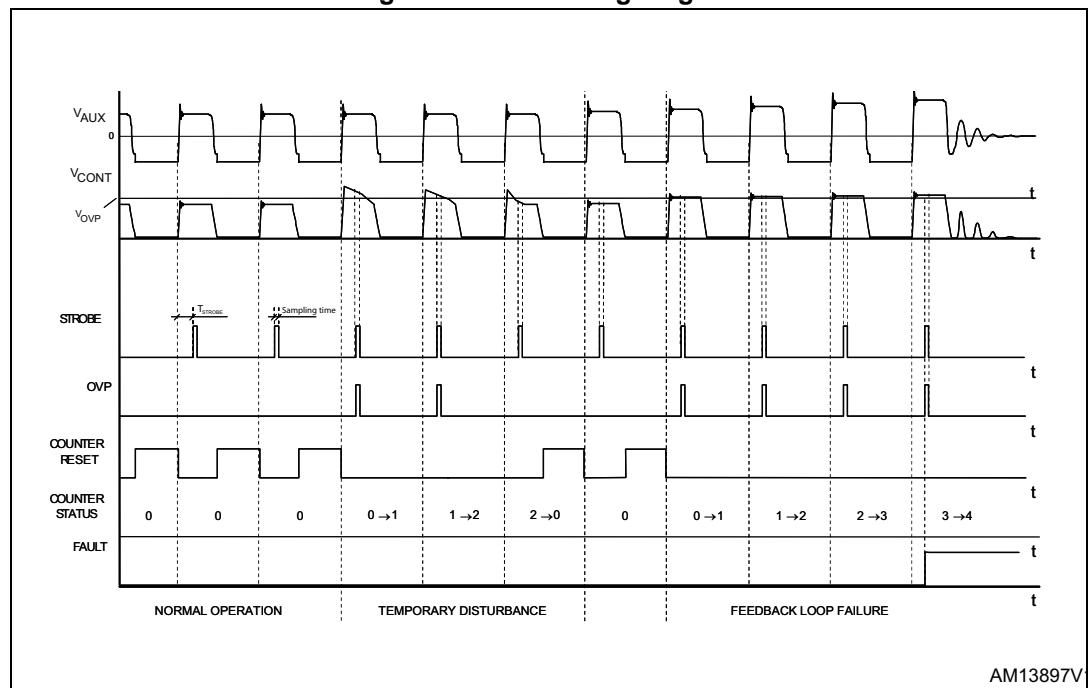 V_AUX
0
V_CONT
t
V_OVP
t
T_STROBE
Sampling time
STROBE
t
OVP
t
COUNTER
RESET
t
COUNTER
STATUS
0 0 0 0→1 1→2 2→0 0 0→1 1→2 2→3 3→4
FAULT
t
t
NORMAL OPERATION TEMPORARY DISTURBANCE FEEDBACK LOOP FAILURE
AM13897V